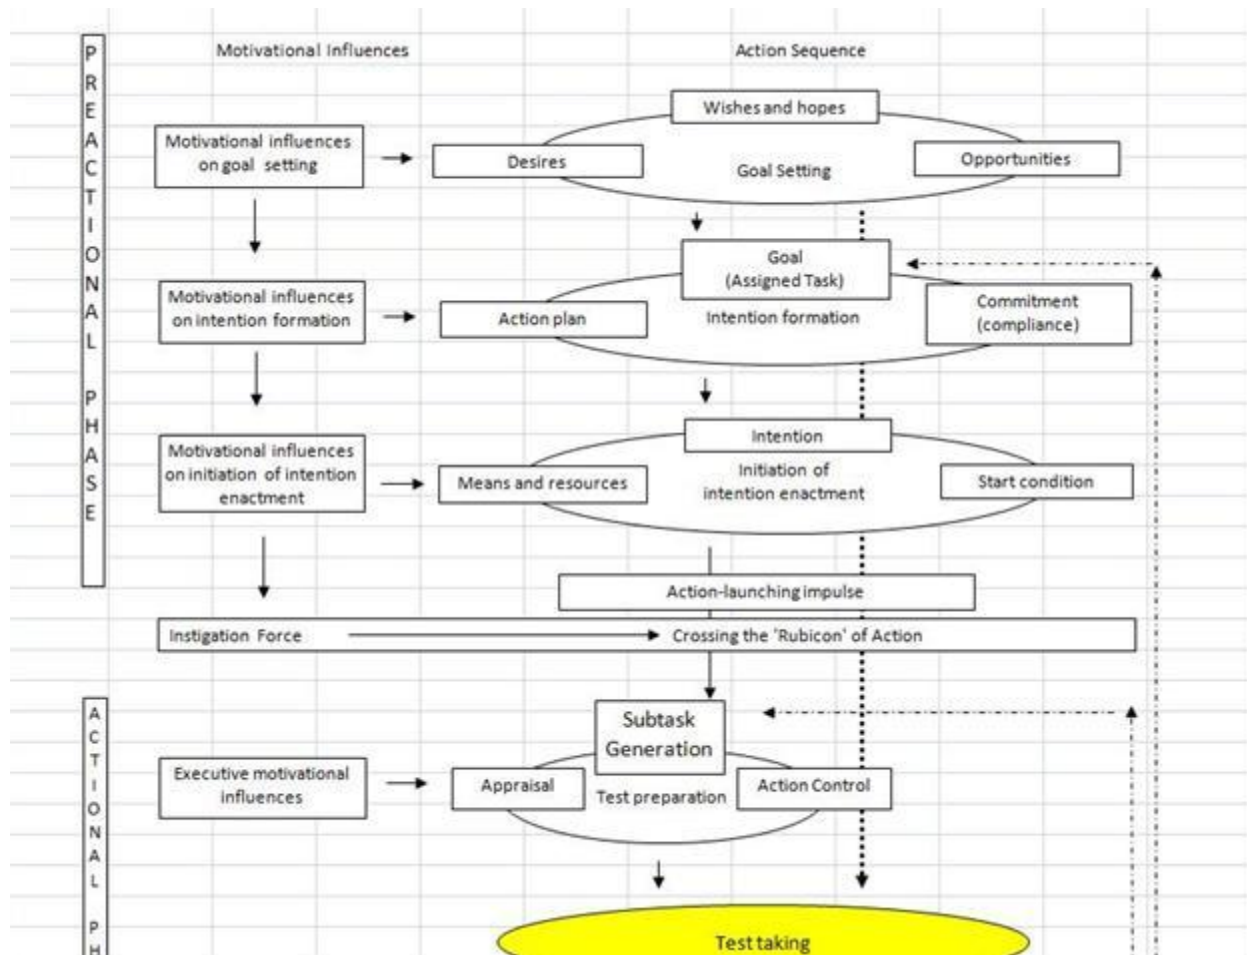 PREACTIONAL PHASE
Motivational Influences
Action Sequence
Wishes and hopes
Motivational influences
on goal setting
Desires
Goal Setting
Opportunities
Goal
(Assigned Task)
Motivational influences
on intention formation
Action plan
Intention formation
Commitment
(compliance)
Intention
Motivational influences
on initiation of intention
enactment
Means and resources
Initiation of
intention enactment
Start condition
Action-launching impulse
Instigation Force
Crossing the 'Rubicon' of Action
ACTIONAL PH
Subtask
Generation
Executive motivational
influences
Appraisal
Test preparation
Action Control
Test taking